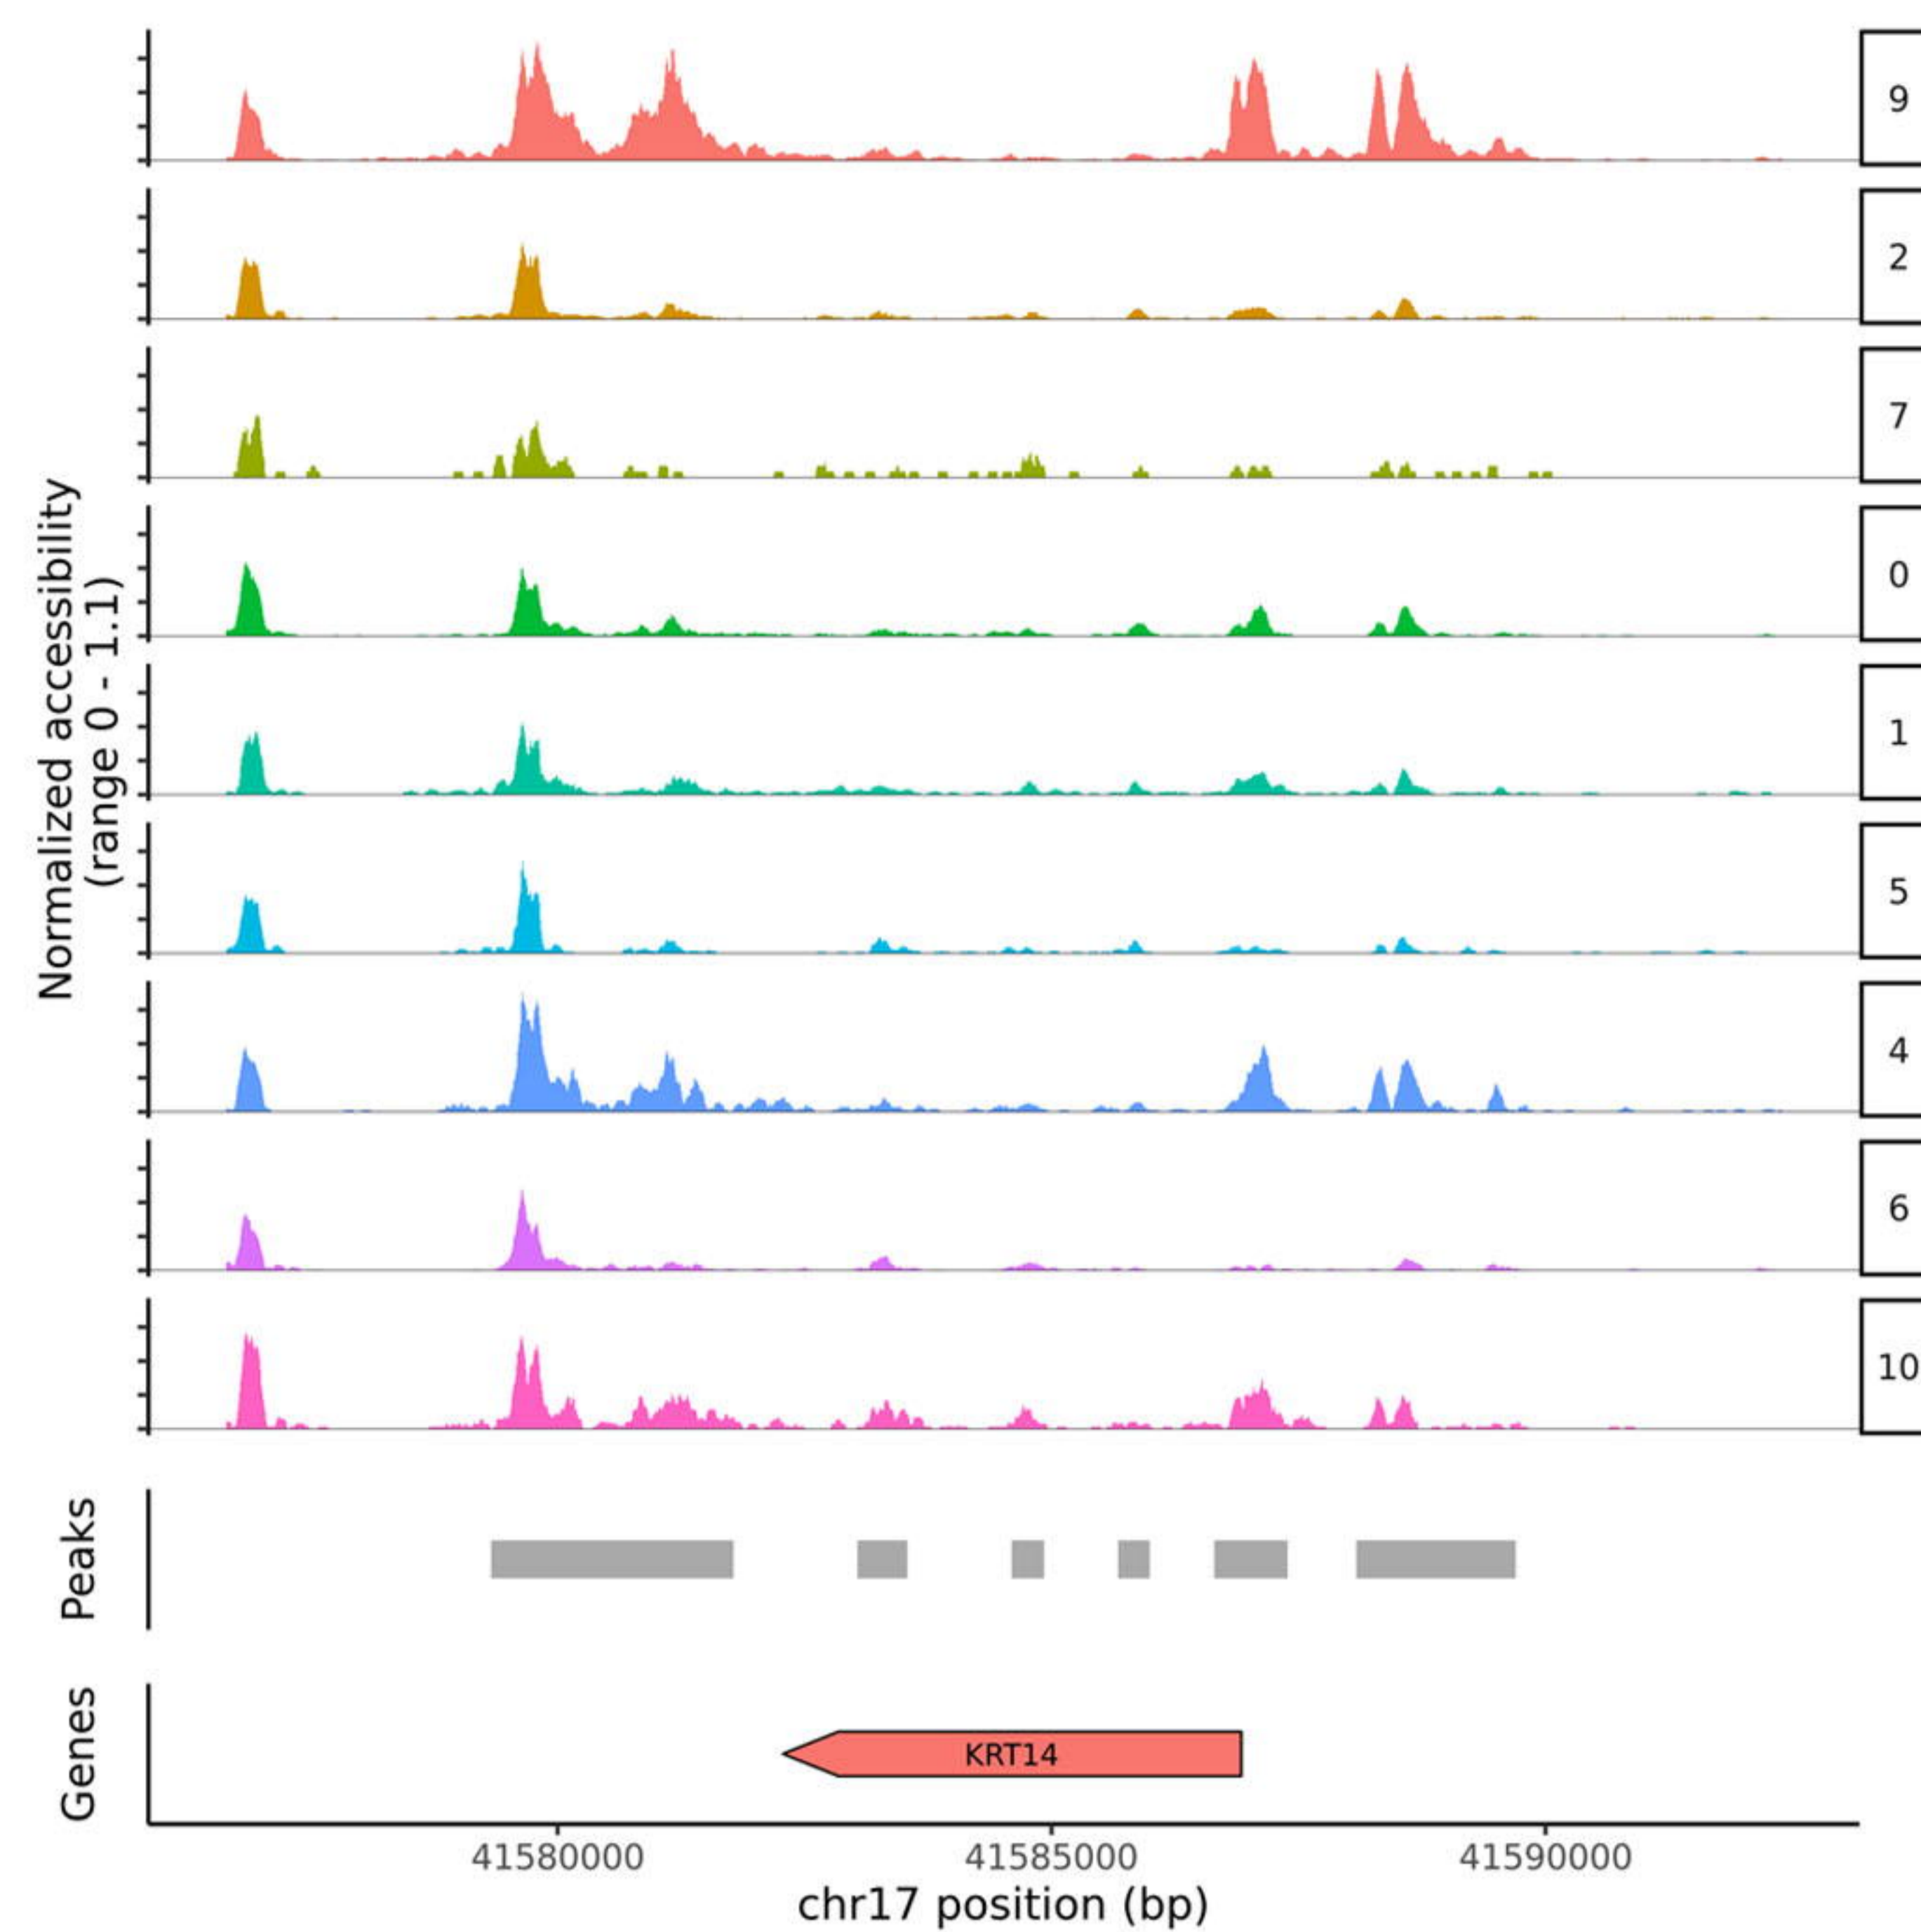 Normalized accessibility
(range 0 - 1.1)
9
2
7
0
1
5
4
6
10
Peaks
Genes
KRT14
41580000 41585000 41590000
chr17 position (bp)